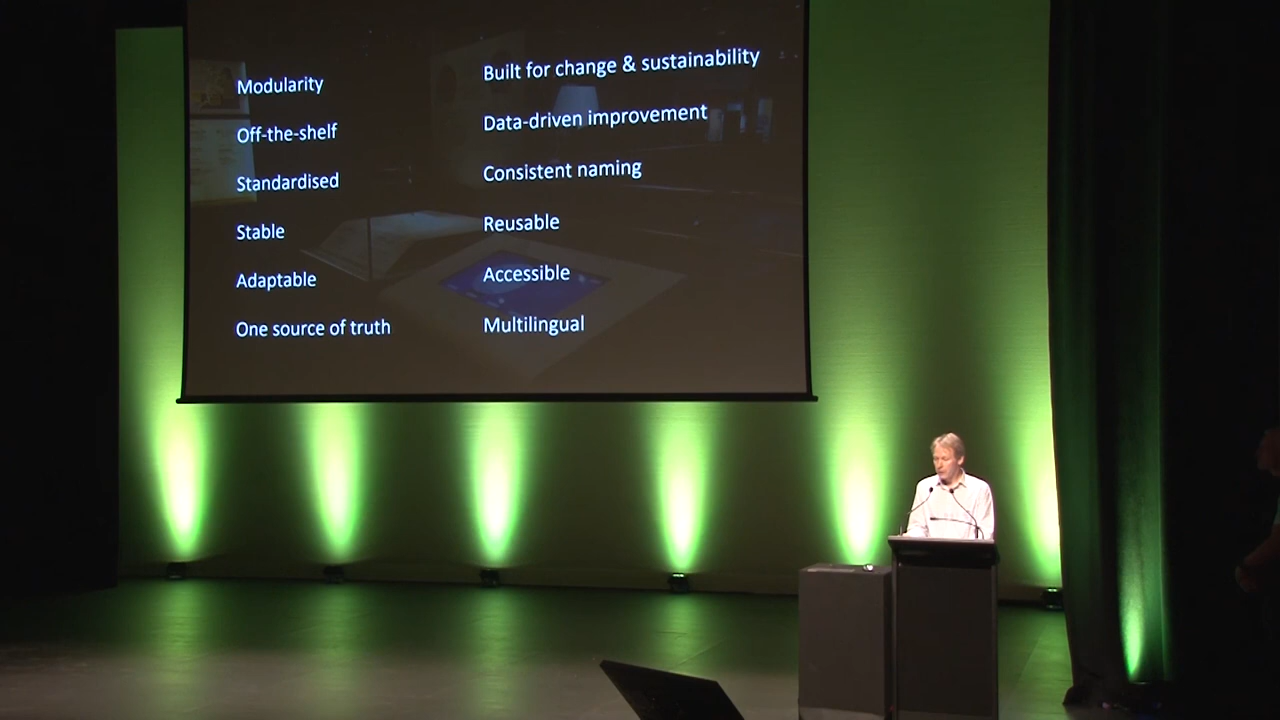 Modularity
Off-the-shelf
Standardised
Stable
Adaptable
One source of truth
Built for change & sustainability
Data-driven improvement
Consistent naming
Reusable
Accessible
Multilingual